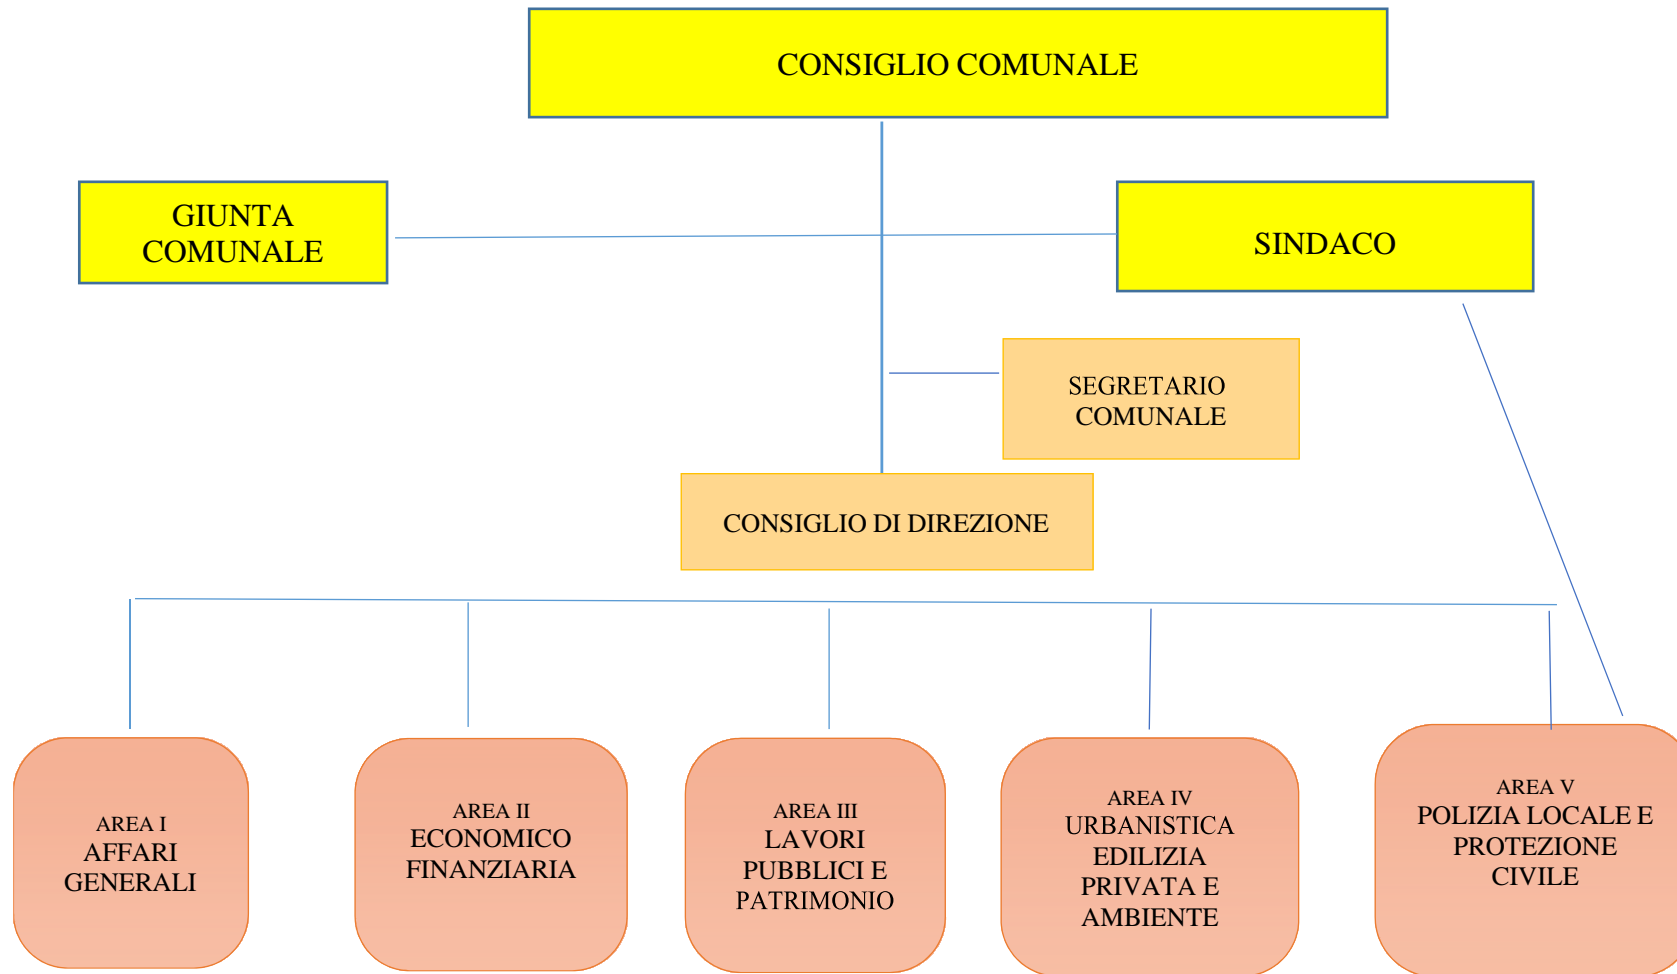 CONSIGLIO COMUNALE
GIUNTA
COMUNALE
SINDACO
SEGRETARIO
COMUNALE
CONSIGLIO DI DIREZIONE
AREA I
AFFARI
GENERALI
AREA II
ECONOMICO
FINANZIARIA
AREA III
LAVORI
PUBBLICI E
PATRIMONIO
AREA IV
URBANISTICA
EDILIZIA
PRIVATA E
AMBIENTE
AREA V
POLIZIA LOCALE E
PROTEZIONE
CIVILE